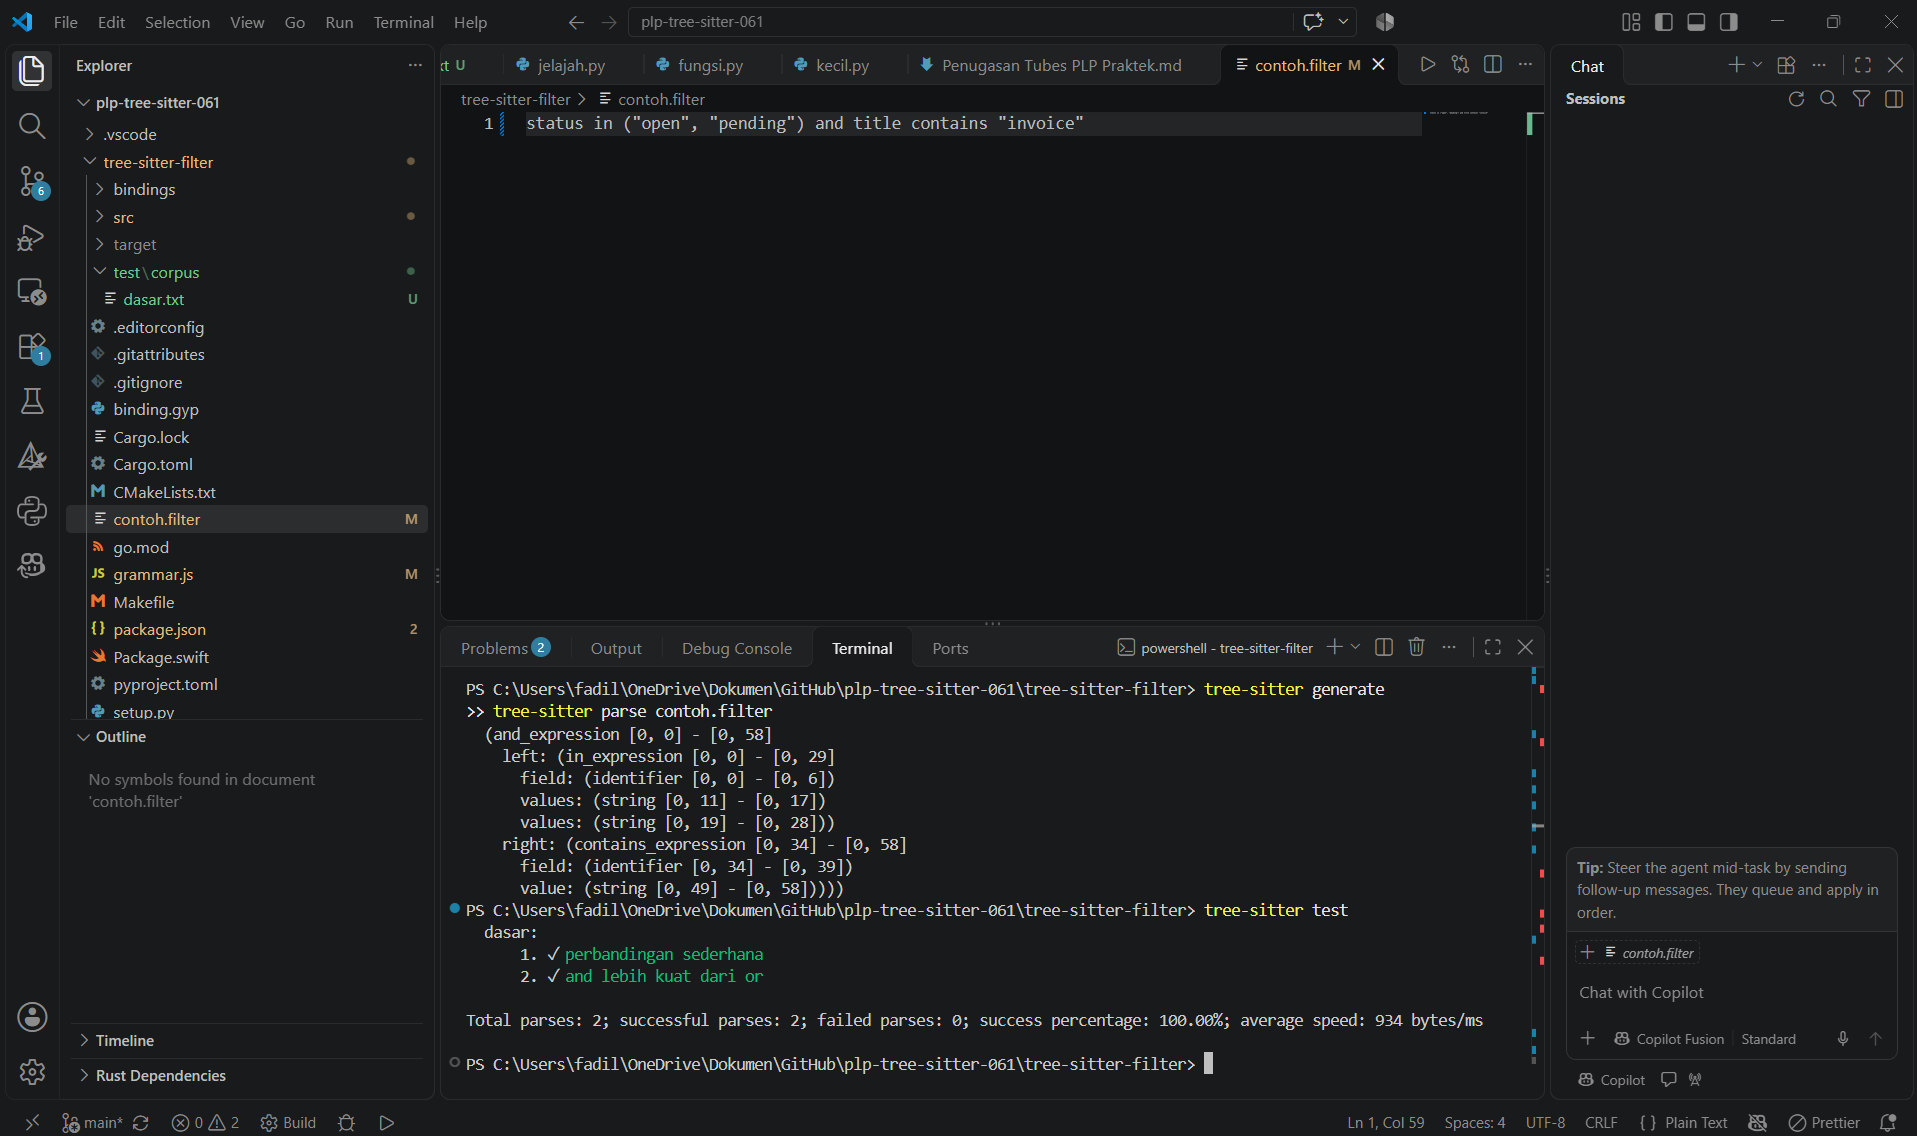 File Edit Selection View Go Run Terminal Help
plp-tree-sitter-061
Explorer
plp-tree-sitter-061
.vscode
tree-sitter-filter
bindings
src
target
test\corpus
dasar.txt U
.editorconfig
.gitattributes
.gitignore
binding.gyp
Cargo.lock
Cargo.toml
CMakeLists.txt
contoh.filter M
go.mod
JS grammar.js M
Makefile
package.json 2
Package.swift
pyproject.toml
setup.py
Outline
No symbols found in document
'contoh.filter'
Timeline
Rust Dependencies
6
1
xt U jelajah.py fungsi.py kecil.py Penugasan Tubes PLP Praktek.md contoh.filter M
tree-sitter-filter > contoh.filter
1 status in ("open", "pending") and title contains "invoice"
Problems 2 Output Debug Console Terminal Ports powershell - tree-sitter-filter
PS C:\Users\fadil\OneDrive\Dokumen\GitHub\plp-tree-sitter-061\tree-sitter-filter> tree-sitter generate
>> tree-sitter parse contoh.filter
(and_expression [0, 0] - [0, 58]
left: (in_expression [0, 0] - [0, 29]
field: (identifier [0, 0] - [0, 6])
values: (string [0, 11] - [0, 17])
values: (string [0, 19] - [0, 28]))
right: (contains_expression [0, 34] - [0, 58]
field: (identifier [0, 34] - [0, 39])
value: (string [0, 49] - [0, 58]))))
PS C:\Users\fadil\OneDrive\Dokumen\GitHub\plp-tree-sitter-061\tree-sitter-filter> tree-sitter test
dasar:
1. ✓ perbandingan sederhana
2. ✓ and lebih kuat dari or
Total parses: 2; successful parses: 2; failed parses: 0; success percentage: 100.00%; average speed: 934 bytes/ms
PS C:\Users\fadil\OneDrive\Dokumen\GitHub\plp-tree-sitter-061\tree-sitter-filter>
Chat
Sessions
Tip: Steer the agent mid-task by sending
follow-up messages. They queue and apply in
order.
contoh.filter
Chat with Copilot
Copilot Fusion Standard
Copilot
main* 0 2 Build Ln 1, Col 59 Spaces: 4 UTF-8 CRLF {} Plain Text Prettier